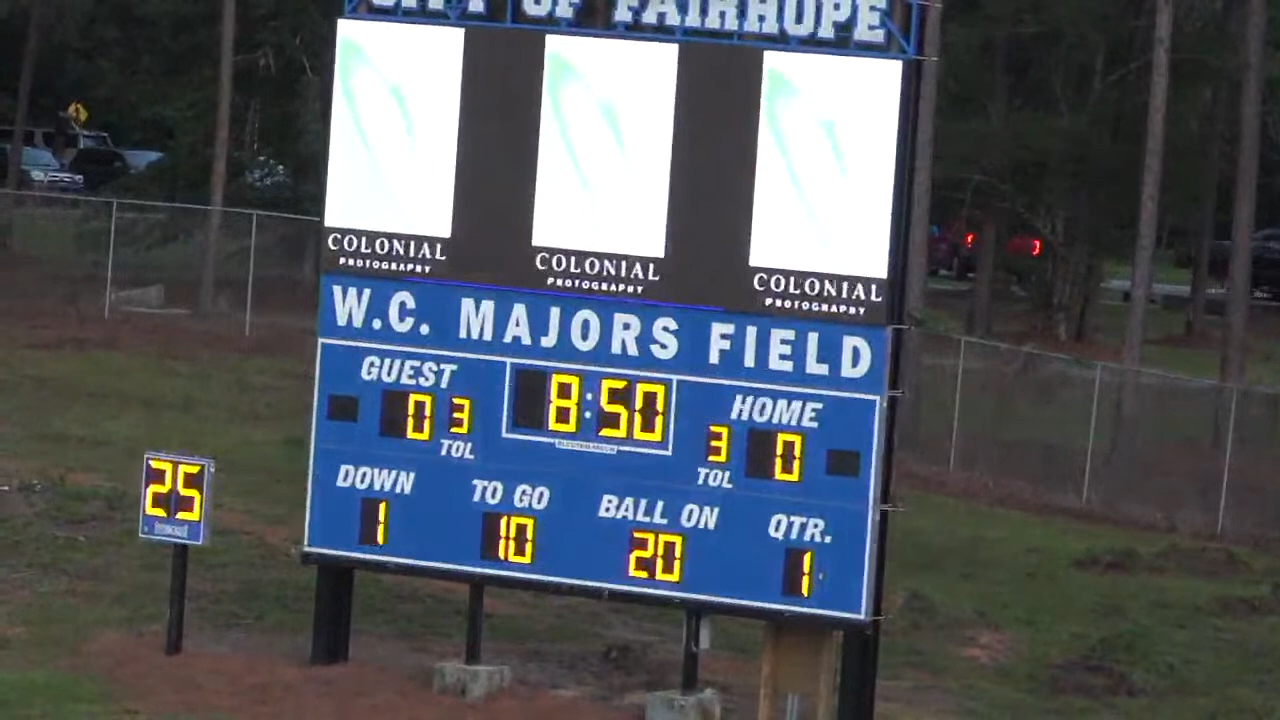 CITY OF FAIRHOPE
COLONIAL
PHOTOGRAPHY
COLONIAL
PHOTOGRAPHY
COLONIAL
PHOTOGRAPHY
W.C. MAJORS FIELD
GUEST
0 3
TOL
8:50
HOME
3 0
TOL
DOWN
1
TO GO
10
BALL ON
20
QTR.
1
25